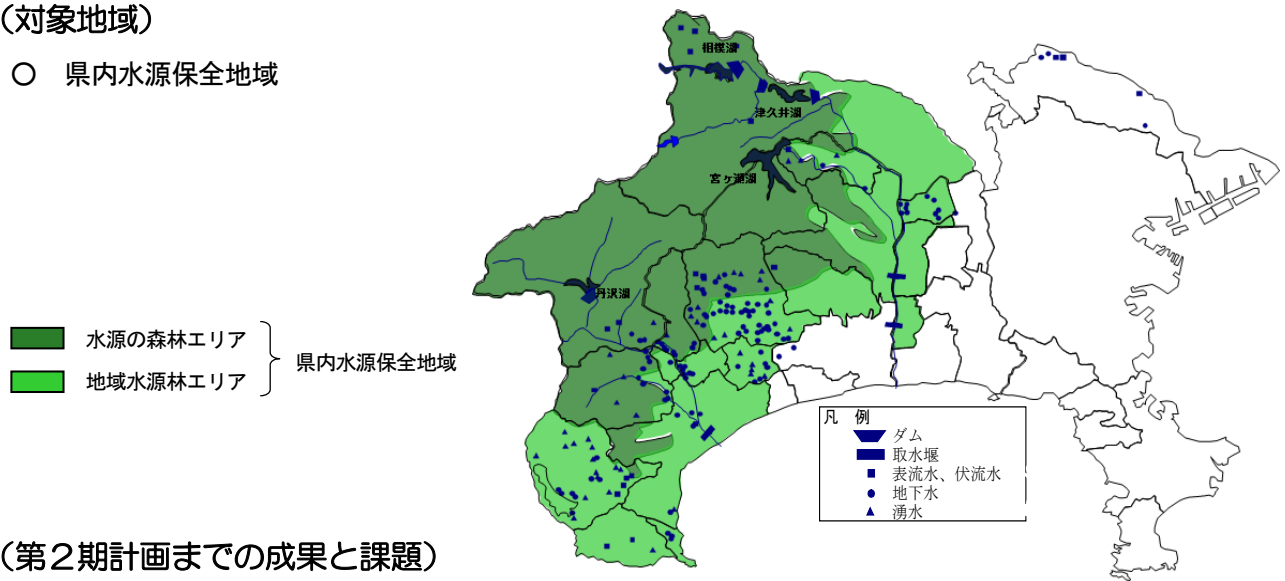 (対象地域)
○ 県内水源保全地域
相模湖
津久井湖
宮ヶ瀬湖
丹沢湖
水源の森林エリア
地域水源林エリア
県内水源保全地域
凡 例
ダム
取水堰
表流水、伏流水
地下水
湧水
(第２期計画までの成果と課題)